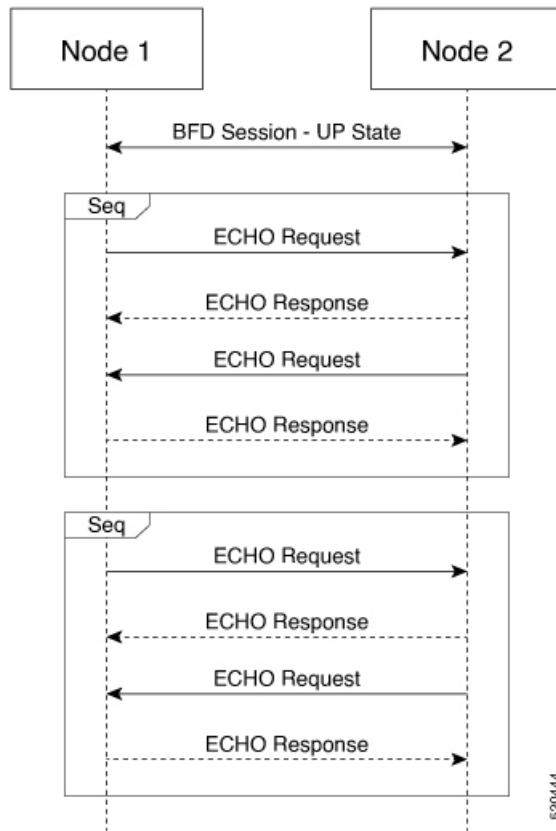 Node 1
Node 2
BFD Session - UP State
Seq
ECHO Request
ECHO Response
ECHO Request
ECHO Response
Seq
ECHO Request
ECHO Response
ECHO Request
ECHO Response